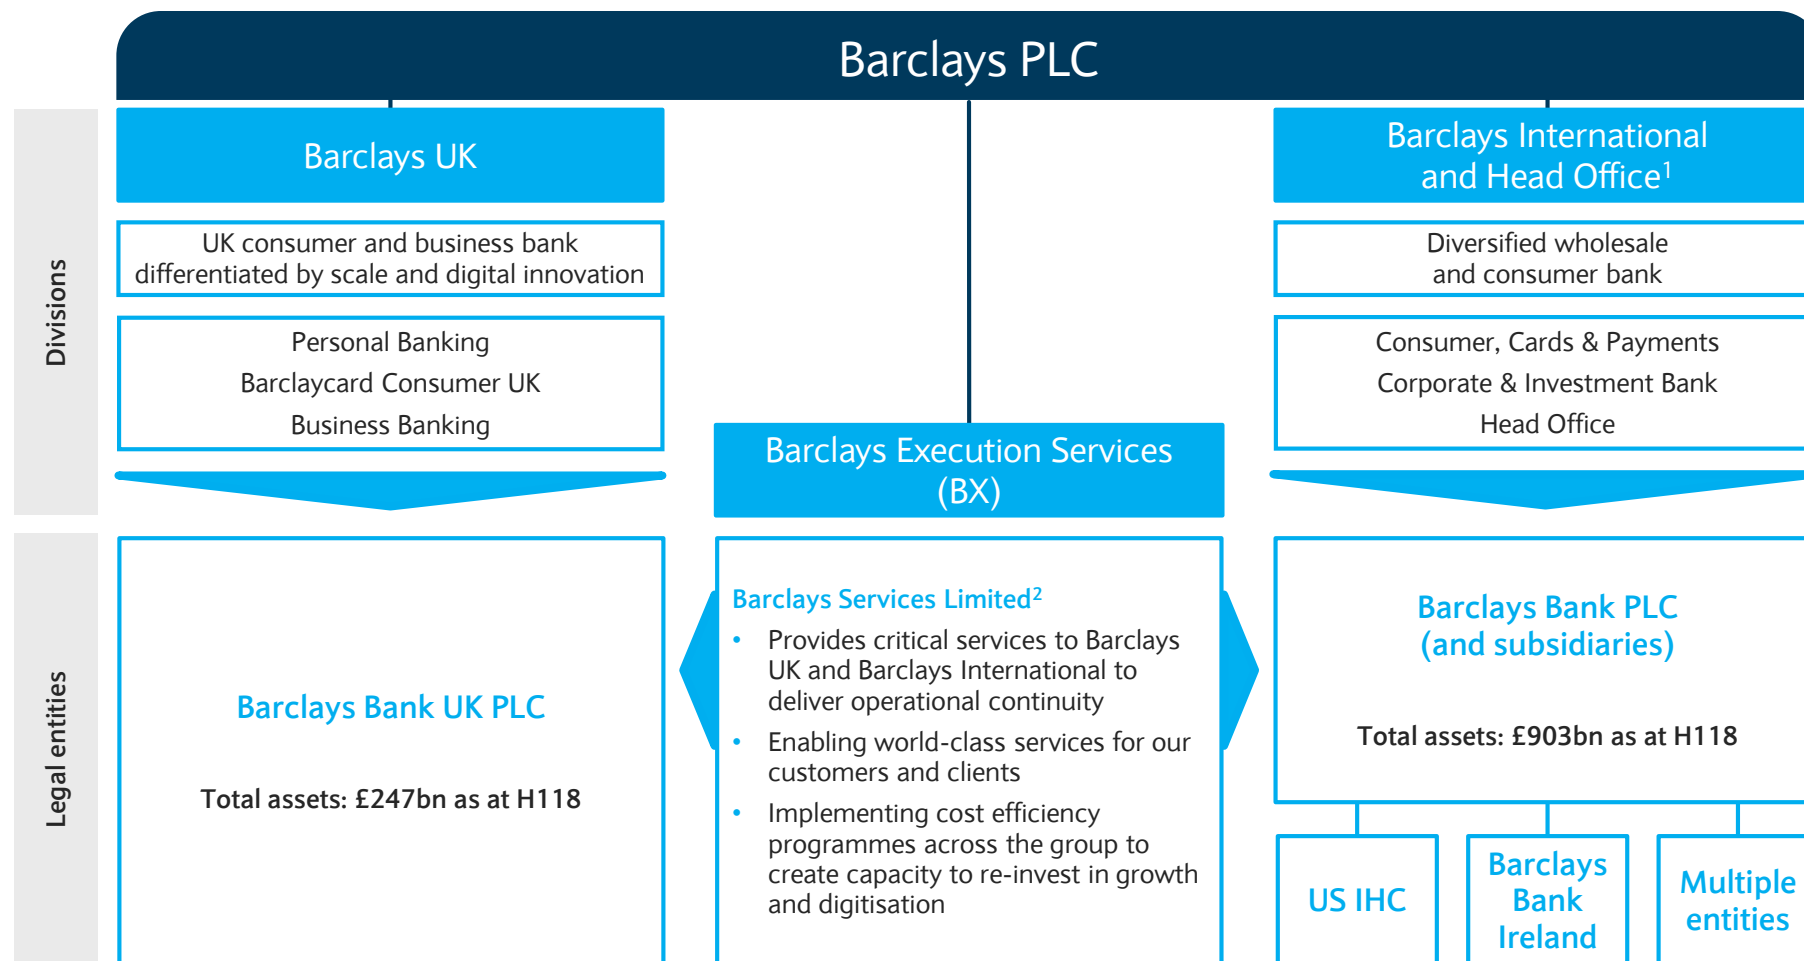 Barclays PLC
Divisions
Barclays UK
UK consumer and business bank
differentiated by scale and digital innovation
Personal Banking
Barclaycard Consumer UK
Business Banking
Barclays International
and Head Office1
Diversified wholesale
and consumer bank
Consumer, Cards & Payments
Corporate & Investment Bank
Head Office
Barclays Execution Services
(BX)
Legal entities
Barclays Bank UK PLC
Total assets: £247bn as at H118
Barclays Services Limited2
• Provides critical services to Barclays
UK and Barclays International to
deliver operational continuity
• Enabling world-class services for our
customers and clients
• Implementing cost efficiency
programmes across the group to
create capacity to re-invest in growth
and digitisation
Barclays Bank PLC
(and subsidiaries)
Total assets: £903bn as at H118
US IHC
Barclays
Bank
Ireland
Multiple
entities